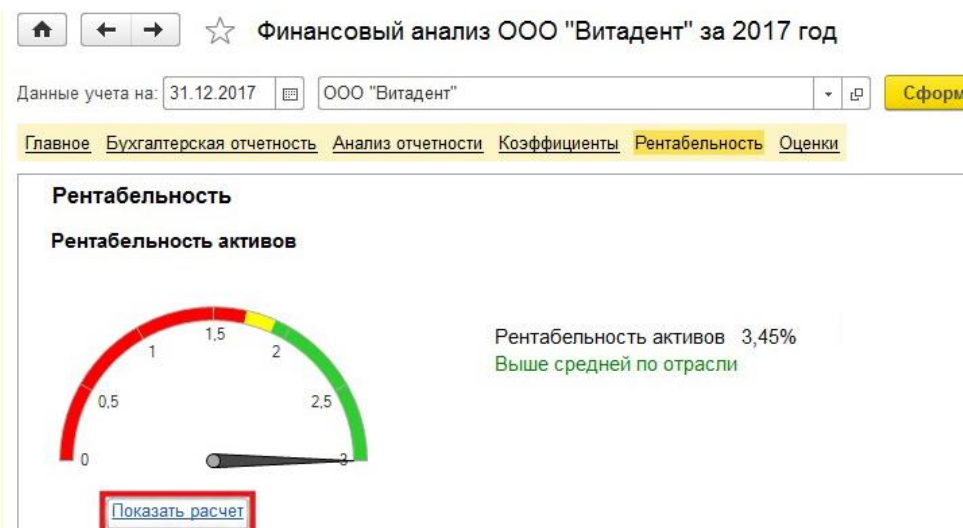 Финансовый анализ ООО "Витадент" за 2017 год
Данные учета на: 31.12.2017 ООО "Витадент" Сформ
Главное Бухгалтерская отчетность Анализ отчетности Коэффициенты Рентабельность Оценки
Рентабельность
Рентабельность активов
0
0,5
1
1,5
2
2,5
3
Рентабельность активов 3,45%
Выше средней по отрасли
Показать расчет